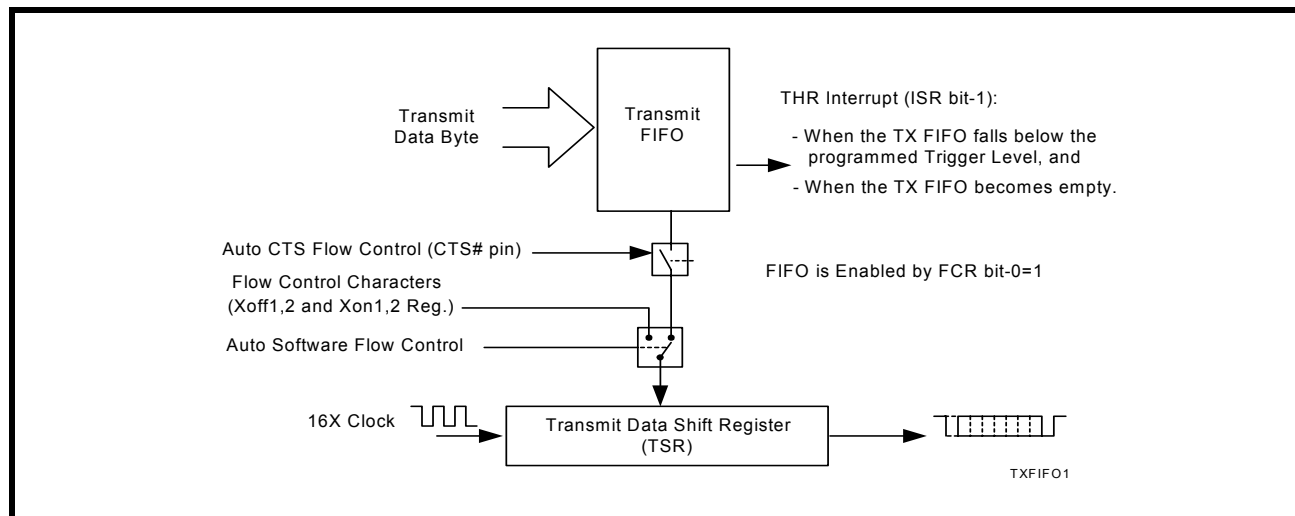 Transmit
Data Byte
Transmit
FIFO
THR Interrupt (ISR bit-1):
- When the TX FIFO falls below the
programmed Trigger Level, and
- When the TX FIFO becomes empty.
Auto CTS Flow Control (CTS# pin)
FIFO is Enabled by FCR bit-0=1
Flow Control Characters
(Xoff1,2 and Xon1,2 Reg.)
Auto Software Flow Control
16X Clock
Transmit Data Shift Register
(TSR)
TXFIFO1